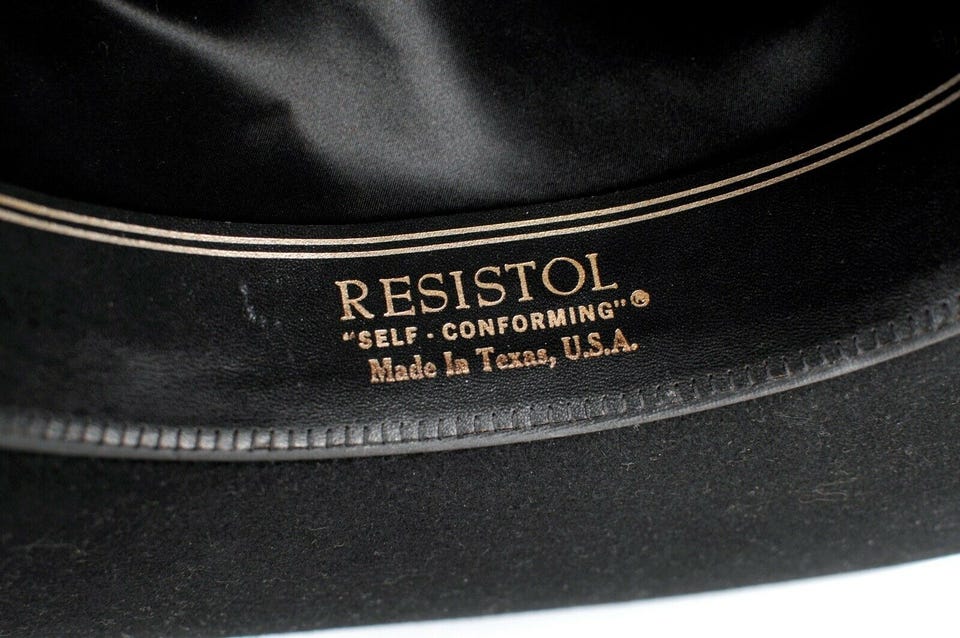 RESISTOL
"SELF-CONFORMING"®
Made In Texas, U.S.A.